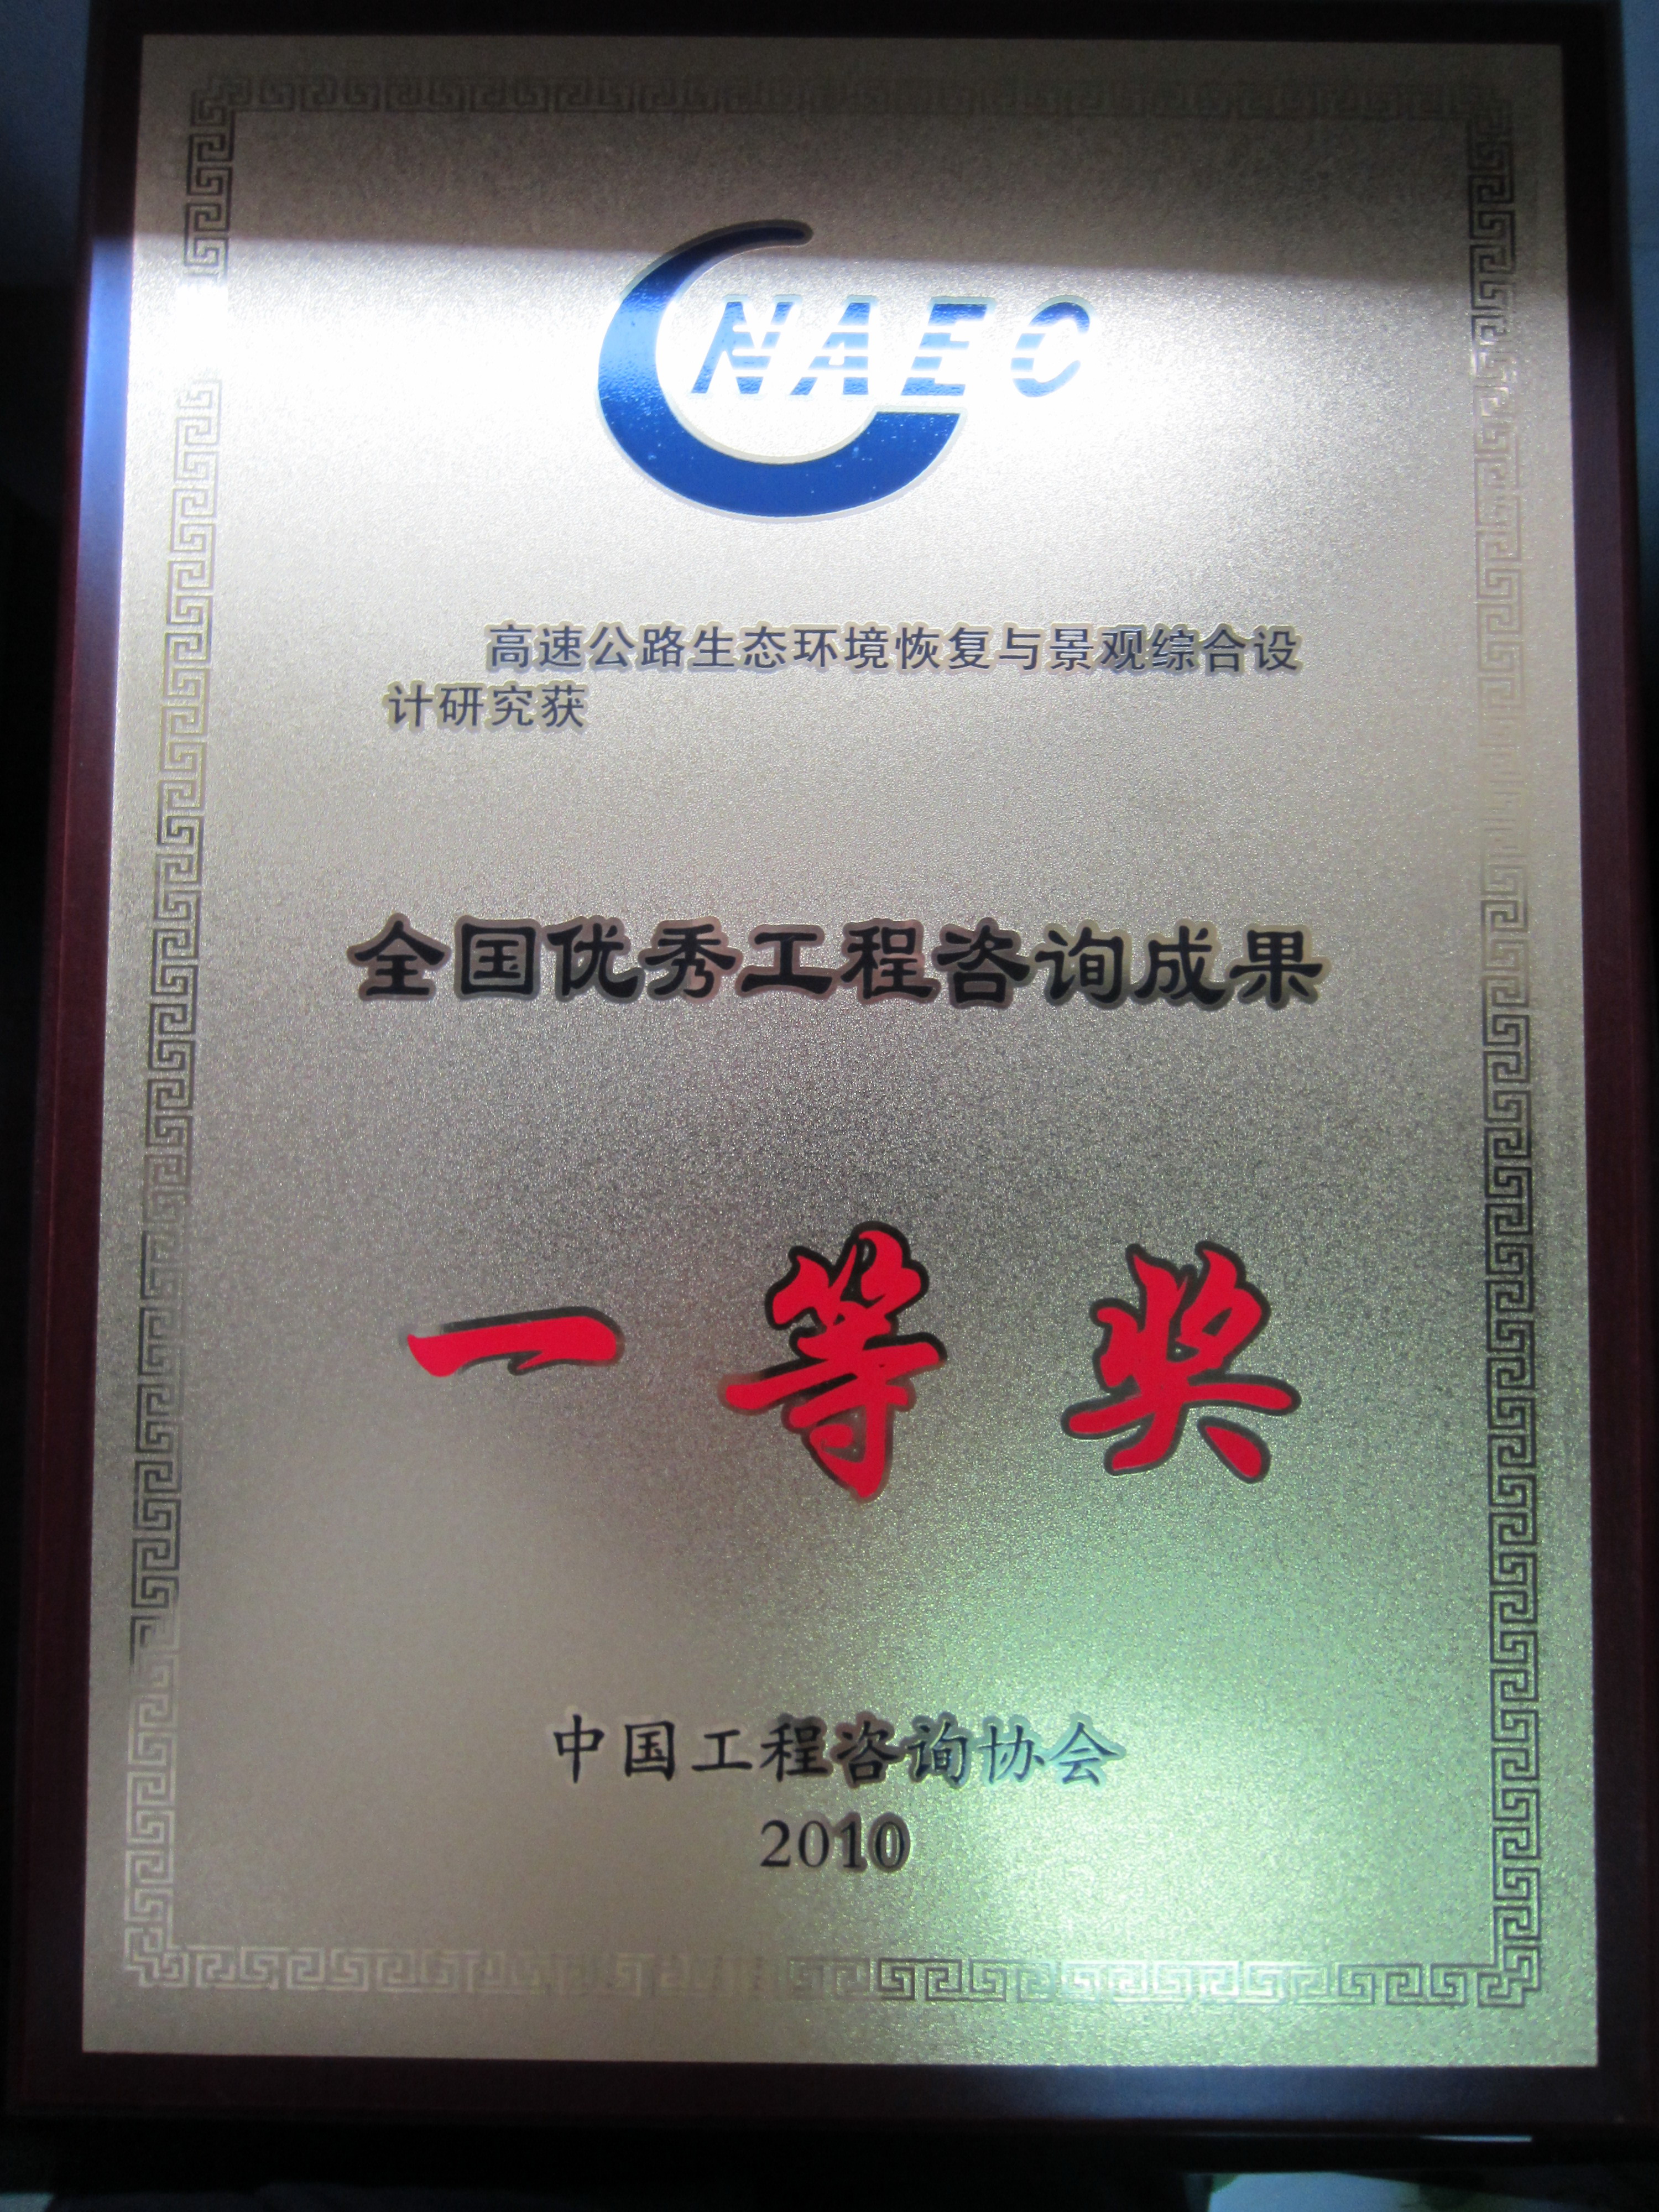 CNAEC
高速公路生态环境恢复与景观综合设
计研究获
全国优秀工程咨询成果
一等奖
中国工程咨询协会
2010